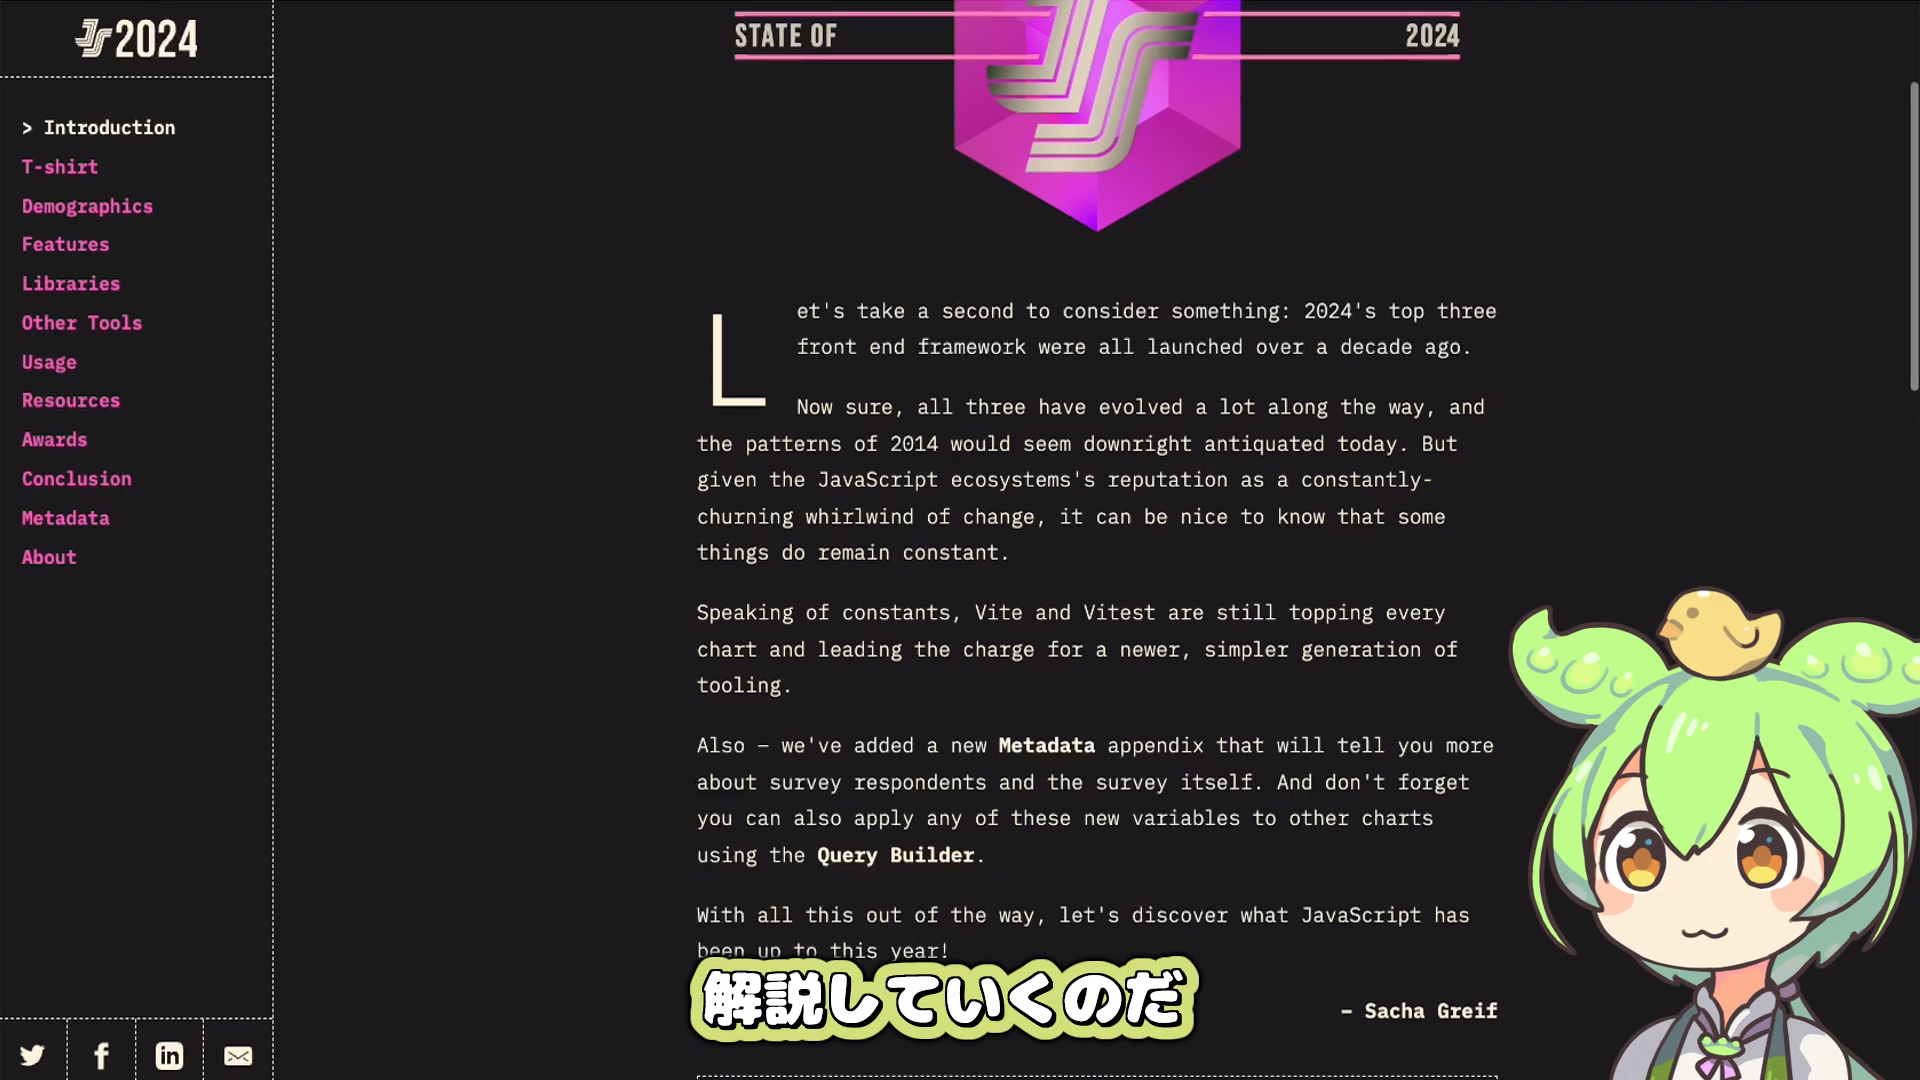 JS 2024
> Introduction
T-shirt
Demographics
Features
Libraries
Other Tools
Usage
Resources
Awards
Conclusion
Metadata
About
STATE OF
JS
2024
Let's take a second to consider something: 2024's top three
front end framework were all launched over a decade ago.
Now sure, all three have evolved a lot along the way, and
the patterns of 2014 would seem downright antiquated today. But
given the JavaScript ecosystems's reputation as a constantly-
churning whirlwind of change, it can be nice to know that some
things do remain constant.
Speaking of constants, Vite and Vitest are still topping every
chart and leading the charge for a newer, simpler generation of
tooling.
Also – we've added a new Metadata appendix that will tell you more
about survey respondents and the survey itself. And don't forget
you can also apply any of these new variables to other charts
using the Query Builder.
With all this out of the way, let's discover what JavaScript has
been up to this year!
– Sacha Greif
解説していくのだ